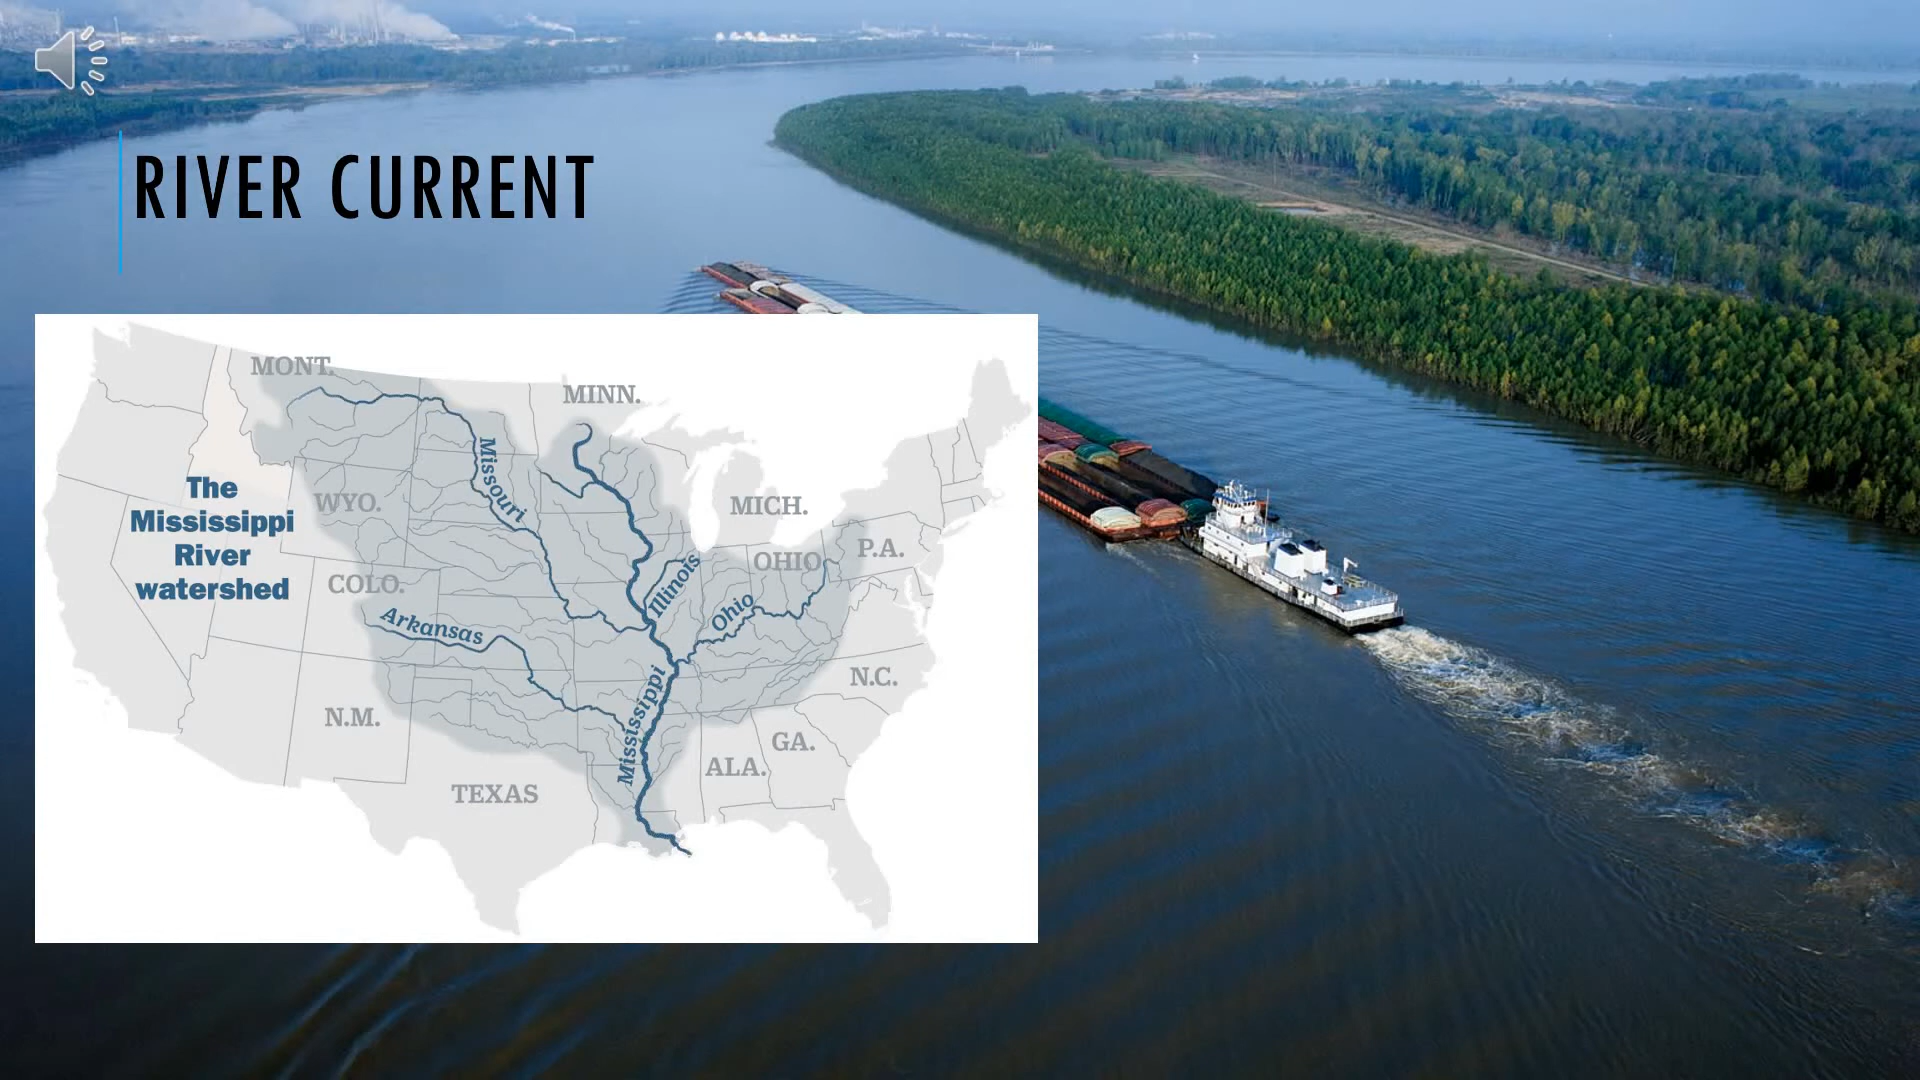 RIVER CURRENT
MONT.
MINN.
Missouri
The
Mississippi
River
watershed
WYO.
MICH.
OHIO
P.A.
COLO.
Illinois
Ohio
Arkansas
N.C.
Mississippi
N.M.
GA.
ALA.
TEXAS